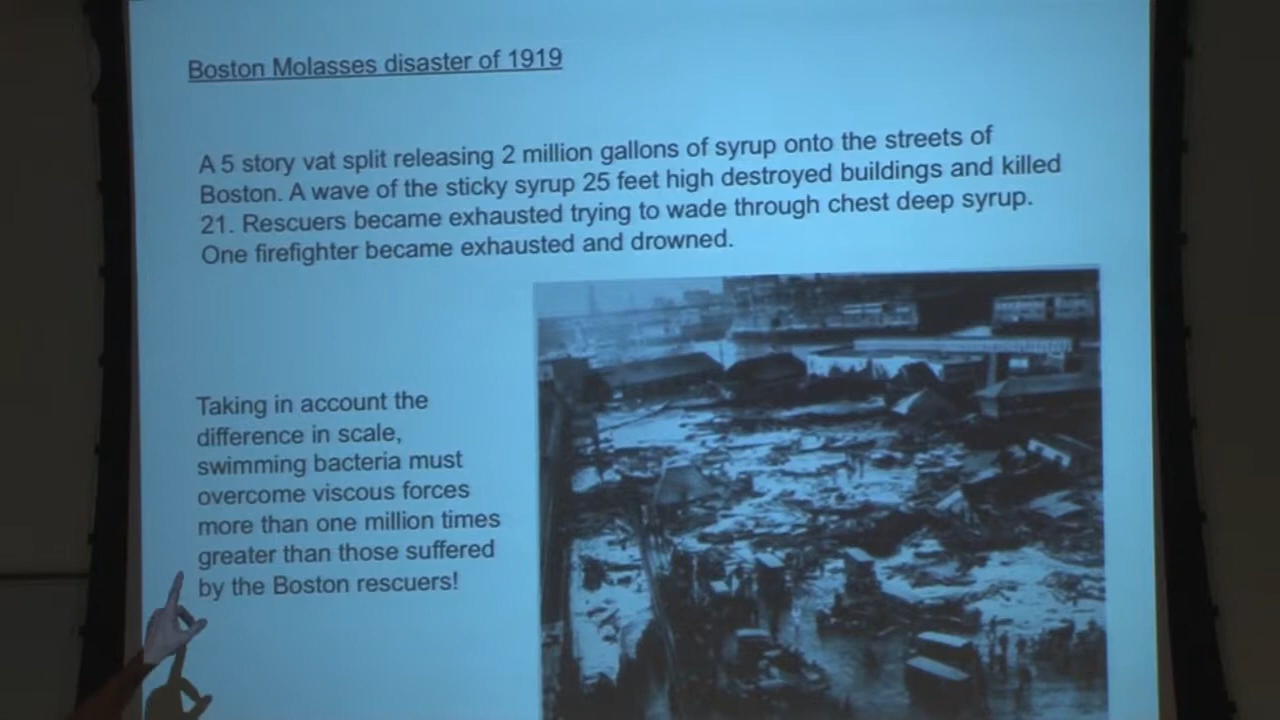 Boston Molasses disaster of 1919
A 5 story vat split releasing 2 million gallons of syrup onto the streets of
Boston. A wave of the sticky syrup 25 feet high destroyed buildings and killed
21. Rescuers became exhausted trying to wade through chest deep syrup.
One firefighter became exhausted and drowned.
Taking in account the
difference in scale,
swimming bacteria must
overcome viscous forces
more than one million times
greater than those suffered
by the Boston rescuers!